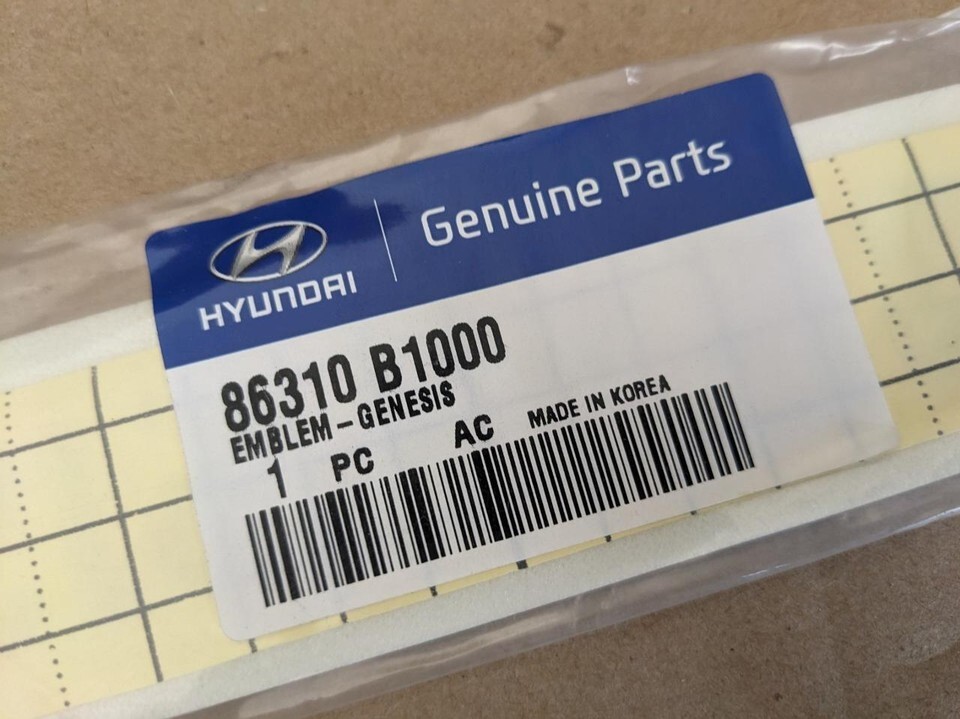 HYUNDAI
Genuine Parts
86310 B1000
EMBLEM-GENESIS
1 PC AC MADE IN KOREA